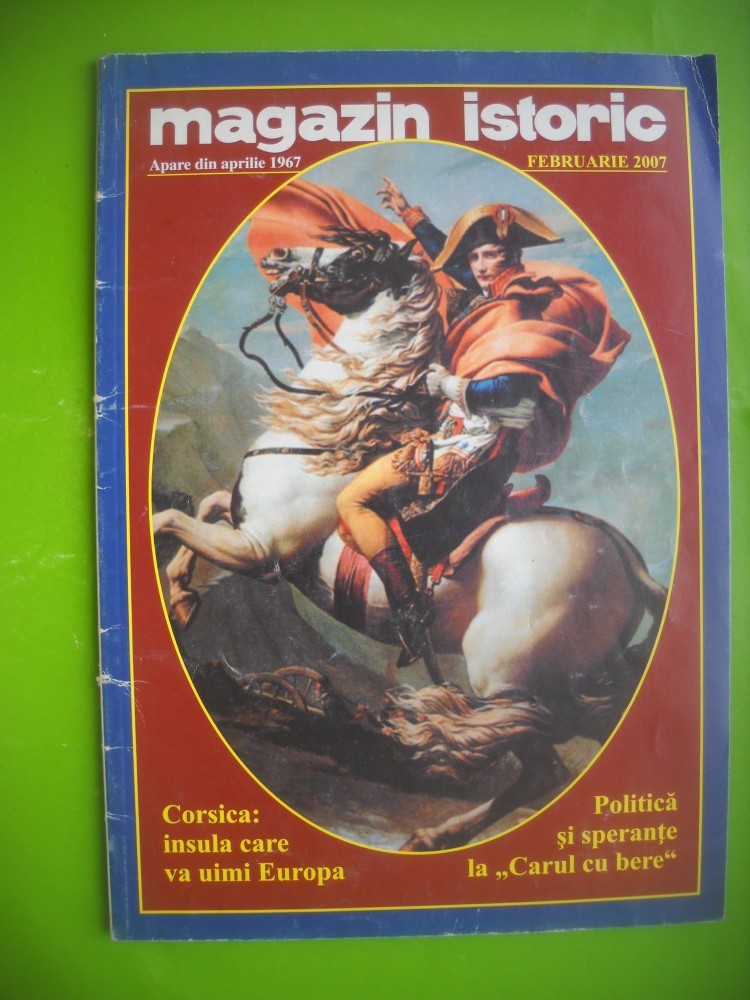 magazin istoric
Apare din aprilie 1967
FEBRUARIE 2007
Corsica:
insula care
va uimi Europa
Politică
şi speranţe
la „Carul cu bere“